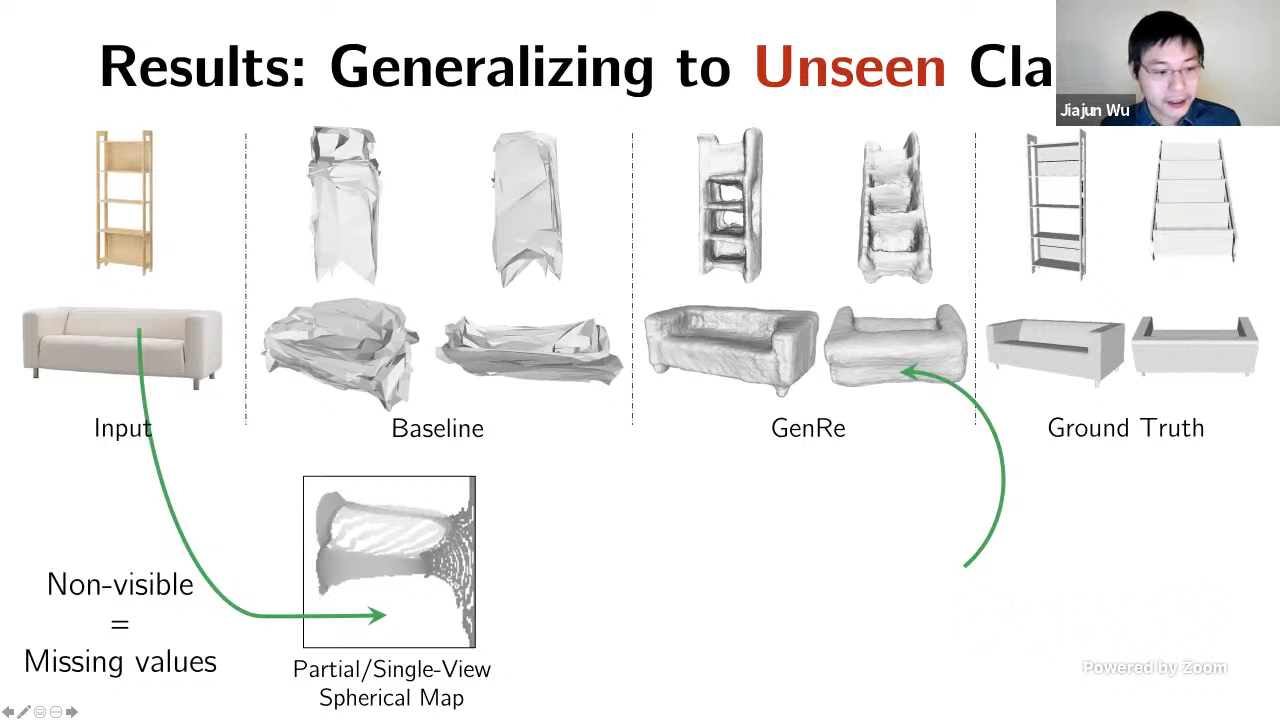 Results: Generalizing to Unseen Cla
Jiajun Wu
Input
Baseline
GenRe
Ground Truth
Non-visible
=
Missing values
Partial/Single-View
Spherical Map
Powered by Zoom